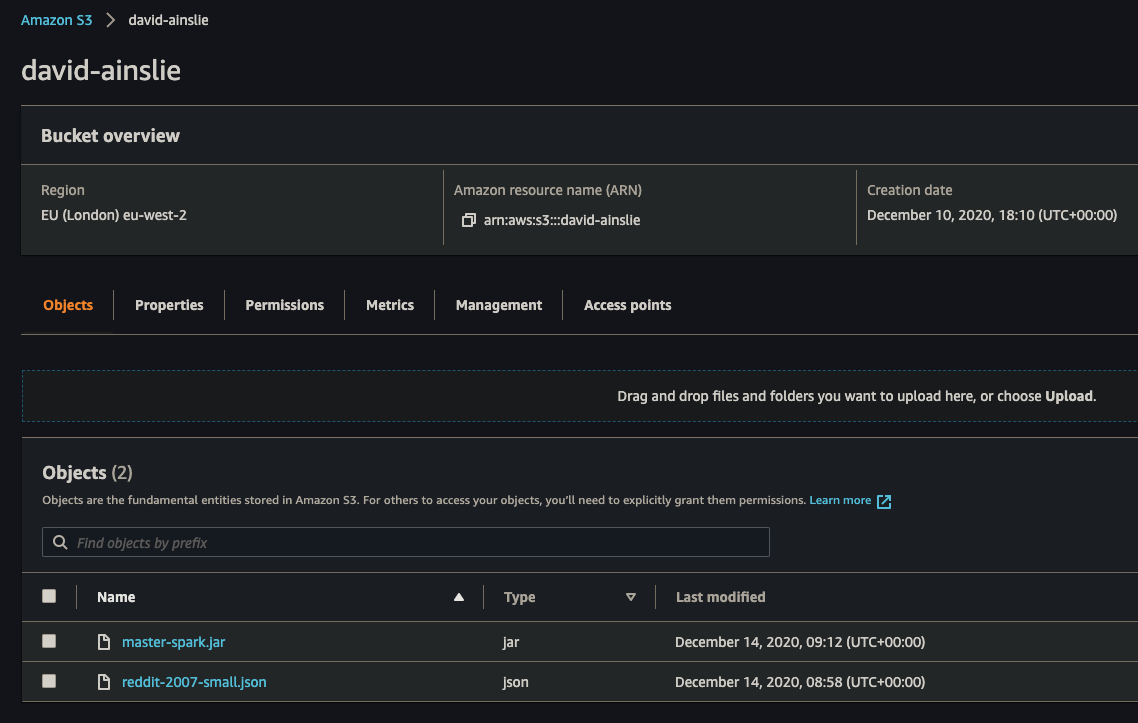 Amazon S3 > david-ainslie
david-ainslie
Bucket overview
Region Amazon resource name (ARN) Creation date
EU (London) eu-west-2 arn:aws:s3:::david-ainslie December 10, 2020, 18:10 (UTC+00:00)
Objects Properties Permissions Metrics Management Access points
Drag and drop files and folders you want to upload here, or choose Upload.
Objects (2)
Objects are the fundamental entities stored in Amazon S3. For others to access your objects, you'll need to explicitly grant them permissions. Learn more
Find objects by prefix
Name Type Last modified
master-spark.jar jar December 14, 2020, 09:12 (UTC+00:00)
reddit-2007-small.json json December 14, 2020, 08:58 (UTC+00:00)